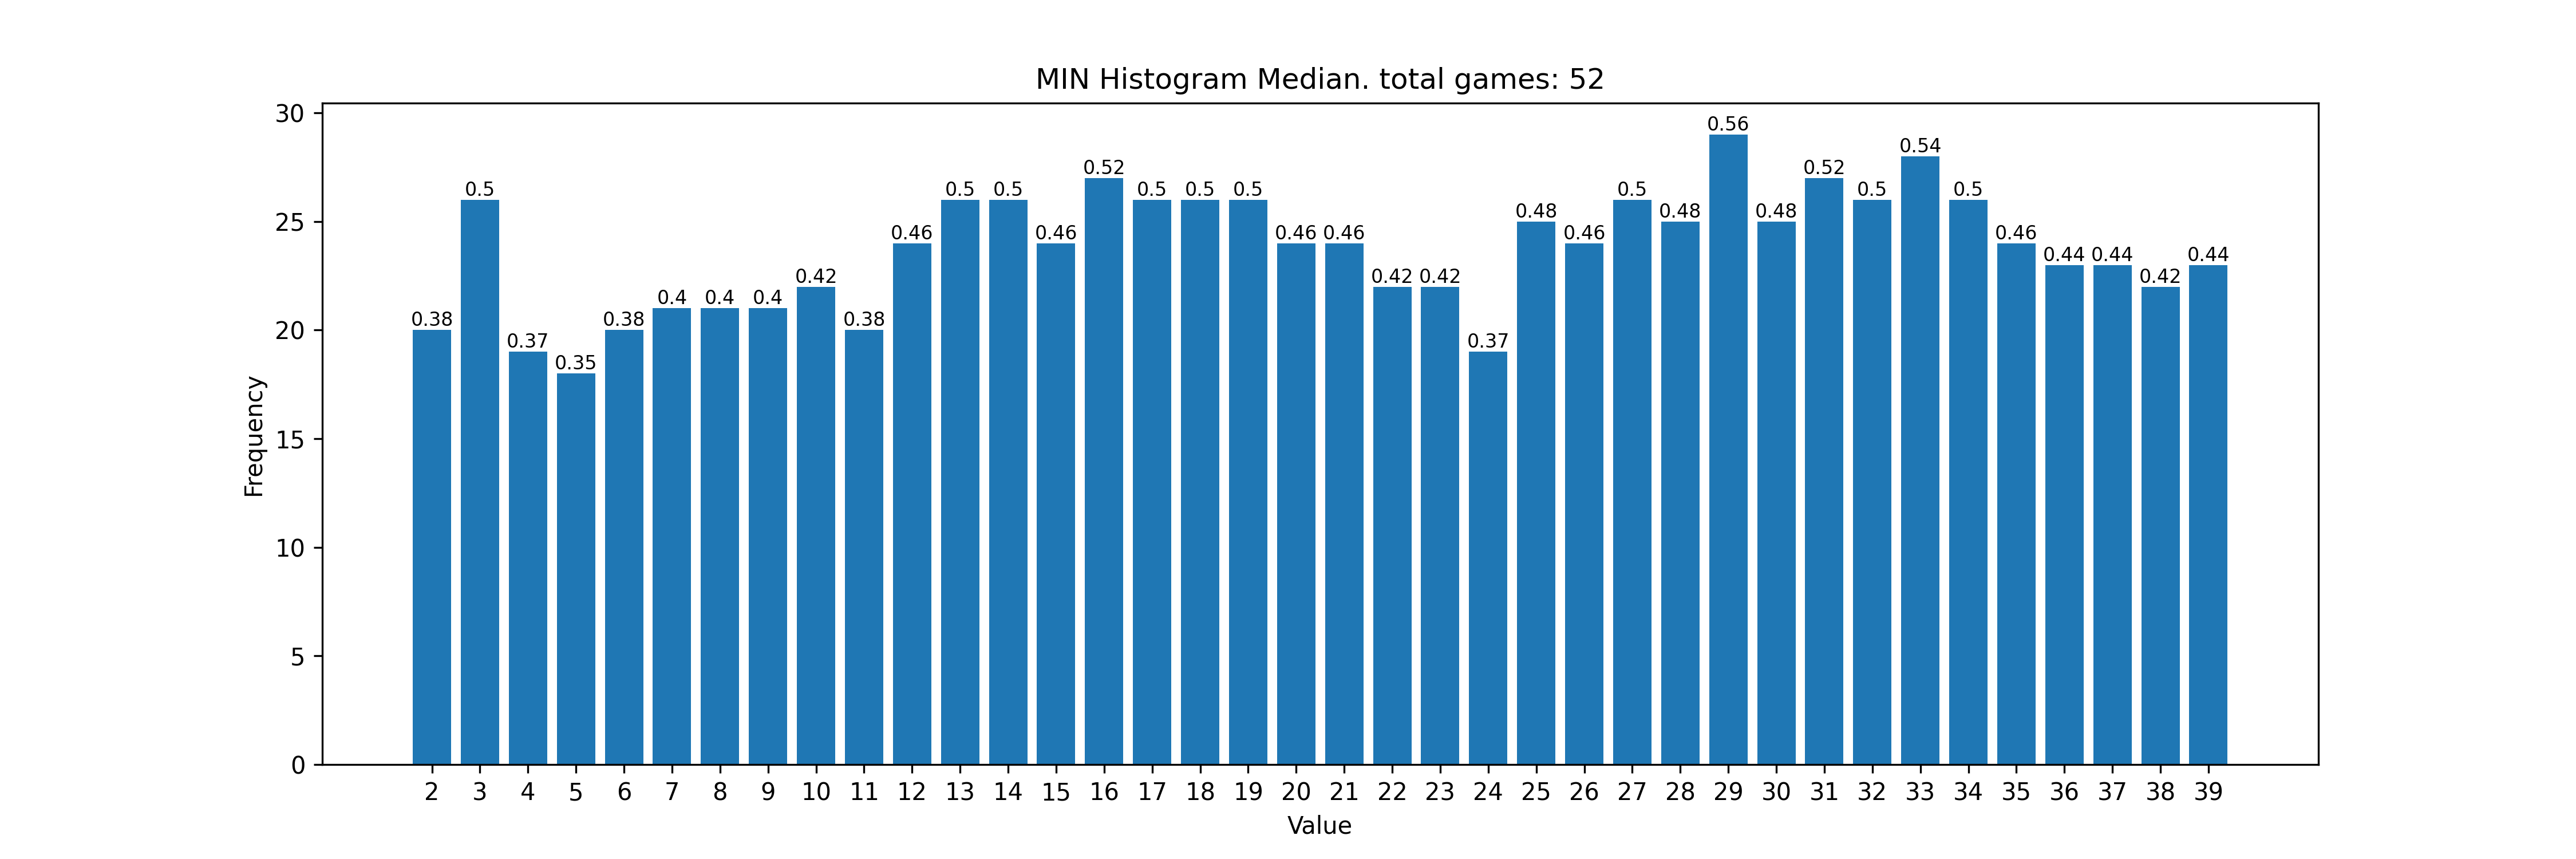 MIN Histogram Median. total games: 52
30
25
20
15
10
5
0
Frequency
0.38 0.5 0.37 0.35 0.38 0.4 0.4 0.4 0.42 0.38 0.46 0.5 0.5 0.46 0.52 0.5 0.5 0.5 0.46 0.46 0.42 0.42 0.37 0.48 0.46 0.5 0.48 0.56 0.48 0.52 0.5 0.54 0.5 0.46 0.44 0.44 0.42 0.44
2 3 4 5 6 7 8 9 10 11 12 13 14 15 16 17 18 19 20 21 22 23 24 25 26 27 28 29 30 31 32 33 34 35 36 37 38 39
Value